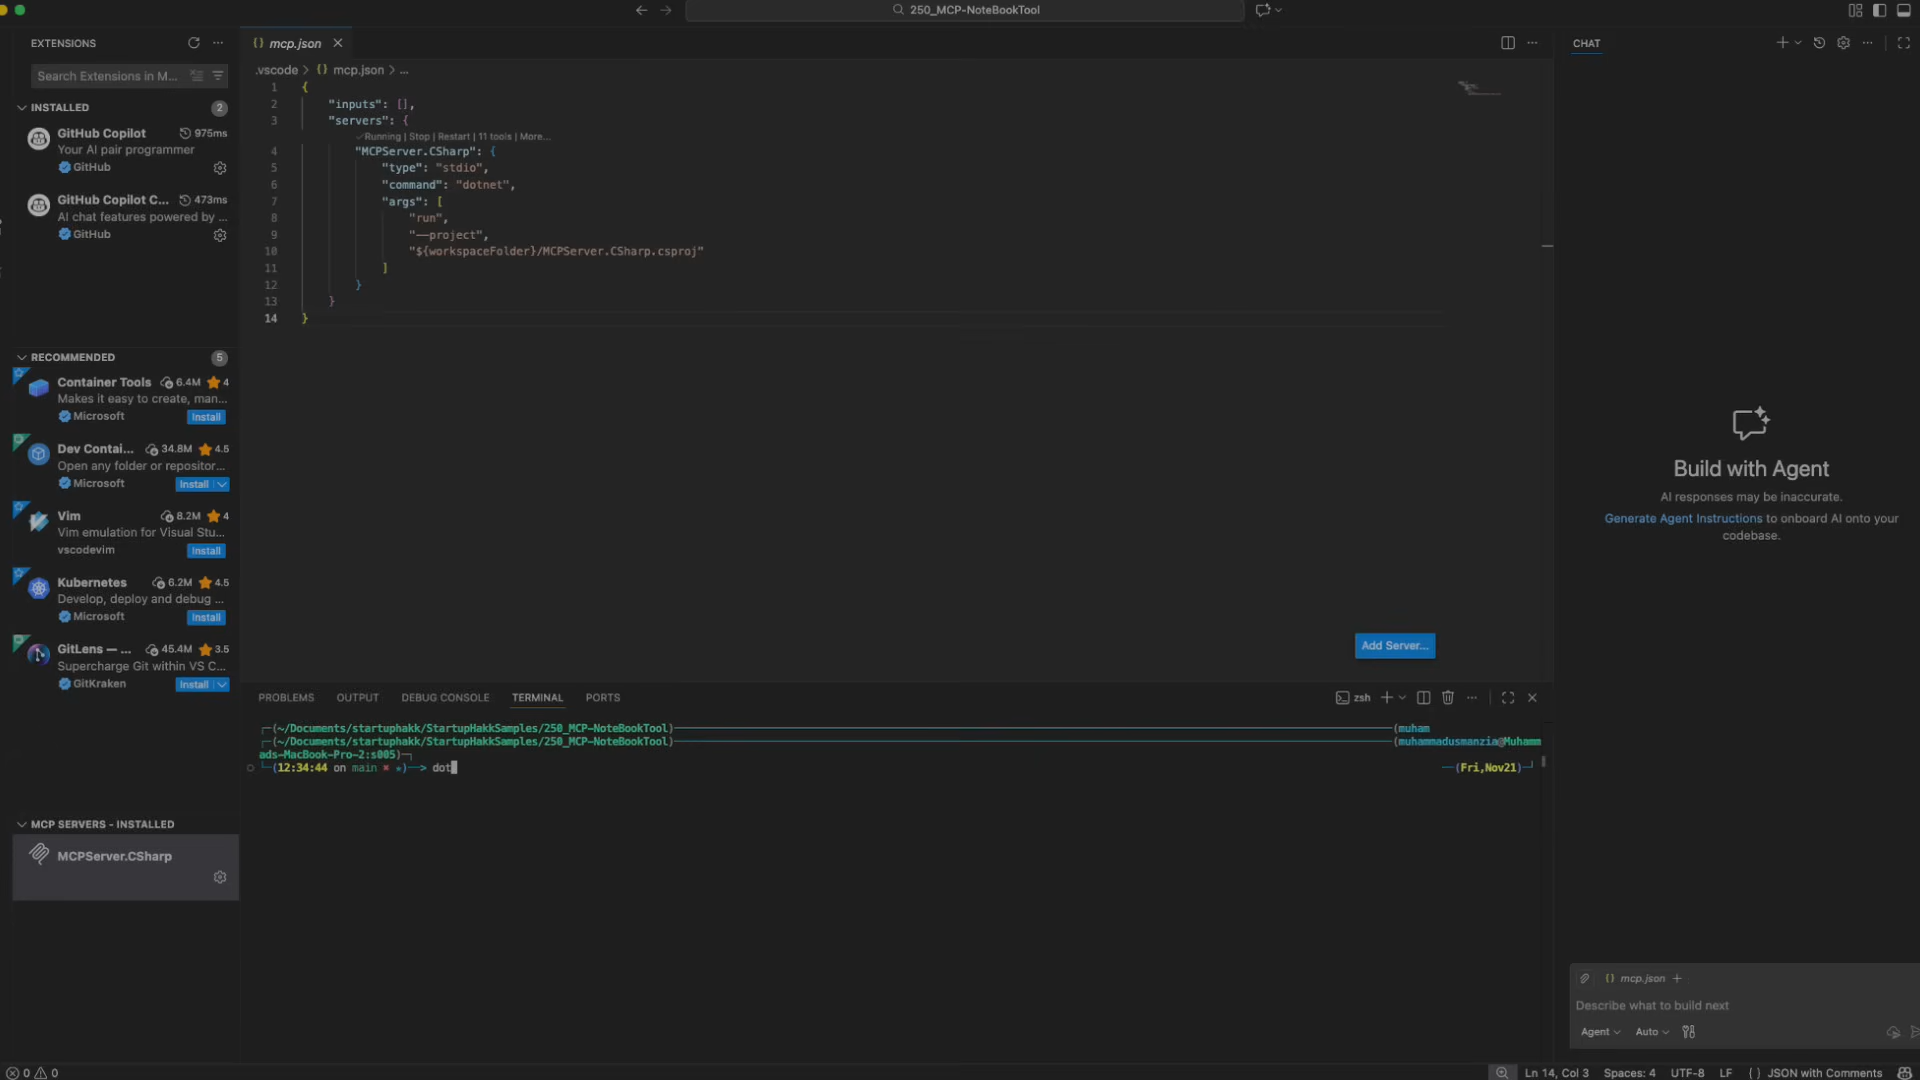 250_MCP-NoteBookTool
EXTENSIONS
Search Extensions in M...
INSTALLED
2
GitHub Copilot 975ms
Your AI pair programmer
GitHub
GitHub Copilot C... 473ms
AI chat features powered by ...
GitHub
RECOMMENDED
5
Container Tools 6.4M 4
Makes it easy to create, man...
Microsoft
Install
Dev Contai... 34.8M 4.5
Open any folder or repositor...
Microsoft
Install
Vim 8.2M 4
Vim emulation for Visual Stu...
vscodevim
Install
Kubernetes 6.2M 4.5
Develop, deploy and debug ...
Microsoft
Install
GitLens — ... 45.4M 3.5
Supercharge Git within VS C...
GitKraken
Install
MCP SERVERS - INSTALLED
MCPServer.CSharp
{} mcp.json
.vscode > {} mcp.json > ...
1 {
2 "inputs": [],
3 "servers": {
✓Running | Stop | Restart | 11 tools | More...
4 "MCPServer.CSharp": {
5 "type": "stdio",
6 "command": "dotnet",
7 "args": [
8 "run",
9 "--project",
10 "${workspaceFolder}/MCPServer.CSharp.csproj"
11 ]
12 }
13 }
14 }
Add Server...
PROBLEMS OUTPUT DEBUG CONSOLE TERMINAL PORTS
zsh
(~/Documents/startuphakk/StartupHakkSamples/250_MCP-NoteBookTool) (muham
(~/Documents/startuphakk/StartupHakkSamples/250_MCP-NoteBookTool) (muhammadusmanzia@Muhamm
ads-MacBook-Pro-2:s005)
(12:34:44 on main ✖ ✶)──> dot (Fri,Nov21)
CHAT
Build with Agent
AI responses may be inaccurate.
Generate Agent Instructions to onboard AI onto your
codebase.
{} mcp.json +
Describe what to build next
Agent Auto
0 0
Ln 14, Col 3 Spaces: 4 UTF-8 LF {} JSON with Comments